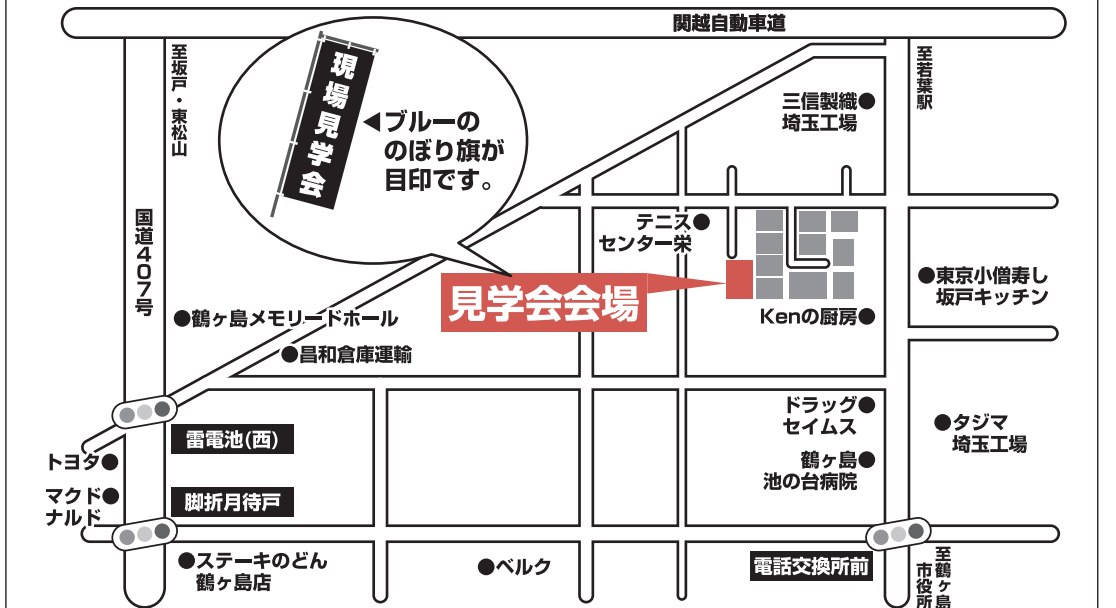 関越自動車道
至坂戸・東松山
至若葉駅
現場見学会
◀ブルーの
のぼり旗が
目印です。
三信製織●
埼玉工場
国道407号
テニス●
センター栄
●東京小僧寿し
坂戸キッチン
見学会会場
●鶴ヶ島メモリードホール
Kenの厨房●
●昌和倉庫運輸
ドラッグ●
セイムス
●タジマ
埼玉工場
雷電池(西)
トヨタ●
鶴ヶ島●
池の台病院
マクド●
ナルド
脚折月待戸
●ステーキのどん
鶴ヶ島店
●ベルク
電話交換所前
至鶴ヶ島
市役所